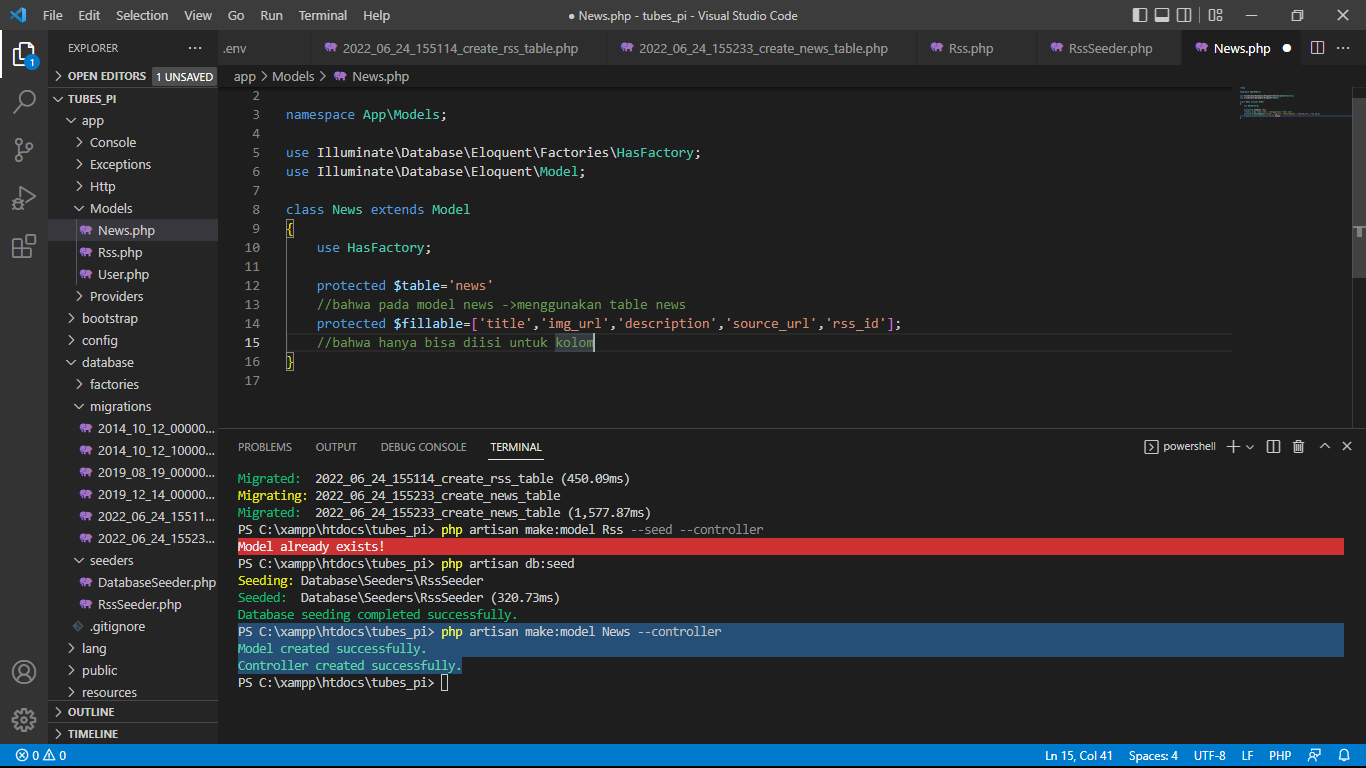 File Edit Selection View Go Run Terminal Help
● News.php - tubes_pi - Visual Studio Code
EXPLORER ···
.env 2022_06_24_155114_create_rss_table.php 2022_06_24_155233_create_news_table.php Rss.php RssSeeder.php News.php ●
1
OPEN EDITORS 1 UNSAVED
app > Models > News.php
TUBES_PI
app
Console
Exceptions
Http
Models
News.php
Rss.php
User.php
Providers
bootstrap
config
database
factories
migrations
2014_10_12_00000...
2014_10_12_10000...
2019_08_19_00000...
2019_12_14_00000...
2022_06_24_15511...
2022_06_24_15523...
seeders
DatabaseSeeder.php
RssSeeder.php
.gitignore
lang
public
resources
OUTLINE
TIMELINE
2
3 namespace App\Models;
4
5 use Illuminate\Database\Eloquent\Factories\HasFactory;
6 use Illuminate\Database\Eloquent\Model;
7
8 class News extends Model
9 {
10 use HasFactory;
11
12 protected $table='news'
13 //bahwa pada model news ->menggunakan table news
14 protected $fillable=['title','img_url','description','source_url','rss_id'];
15 //bahwa hanya bisa diisi untuk kolom
16 }
17
PROBLEMS OUTPUT DEBUG CONSOLE TERMINAL
powershell
Migrated: 2022_06_24_155114_create_rss_table (450.09ms)
Migrating: 2022_06_24_155233_create_news_table
Migrated: 2022_06_24_155233_create_news_table (1,577.87ms)
PS C:\xampp\htdocs\tubes_pi> php artisan make:model Rss --seed --controller
Model already exists!
PS C:\xampp\htdocs\tubes_pi> php artisan db:seed
Seeding: Database\Seeders\RssSeeder
Seeded: Database\Seeders\RssSeeder (320.73ms)
Database seeding completed successfully.
PS C:\xampp\htdocs\tubes_pi> php artisan make:model News --controller
Model created successfully.
Controller created successfully.
PS C:\xampp\htdocs\tubes_pi>
0 0
Ln 15, Col 41 Spaces: 4 UTF-8 LF PHP